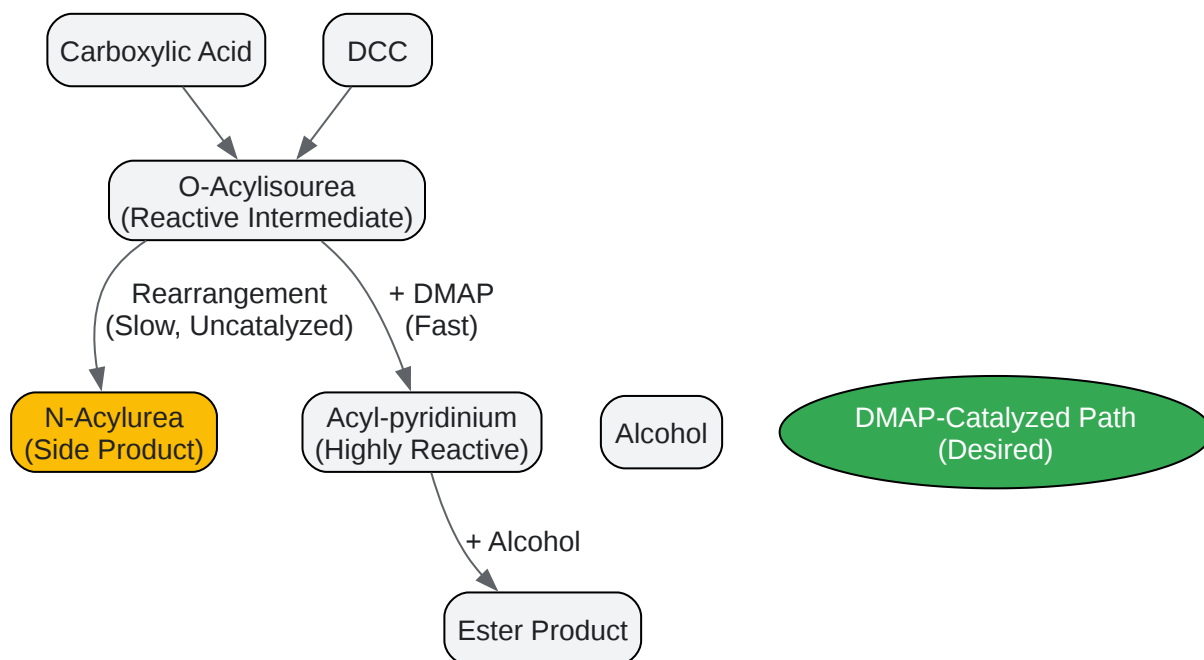 Carboxylic Acid
DCC
O-Acylisourea
(Reactive Intermediate)
Rearrangement
(Slow, Uncatalyzed)
+ DMAP
(Fast)
N-Acylurea
(Side Product)
Acyl-pyridinium
(Highly Reactive)
Alcohol
DMAP-Catalyzed Path
(Desired)
+ Alcohol
Ester Product